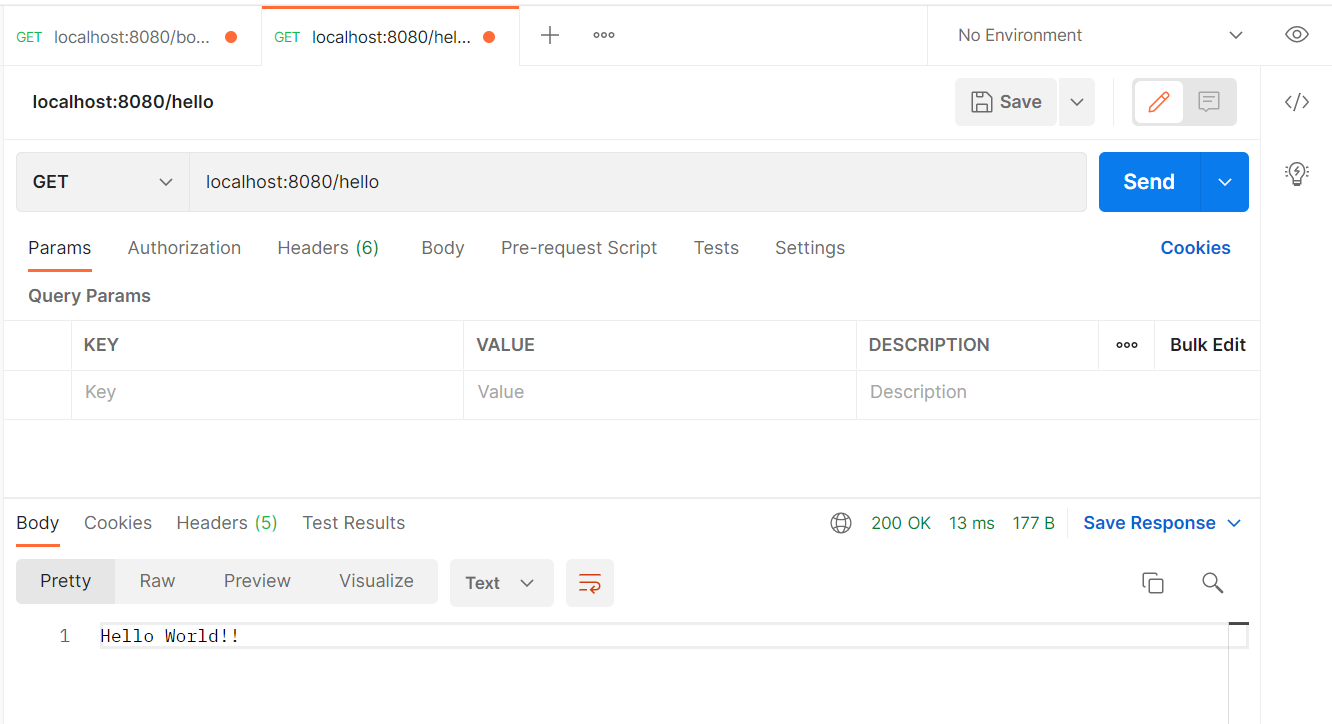 GET localhost:8080/bo... GET localhost:8080/hel... No Environment
localhost:8080/hello Save
GET localhost:8080/hello Send
Params Authorization Headers (6) Body Pre-request Script Tests Settings Cookies
Query Params
KEY VALUE DESCRIPTION Bulk Edit
Key Value Description
Body Cookies Headers (5) Test Results 200 OK 13 ms 177 B Save Response
Pretty Raw Preview Visualize Text
1 Hello World!!